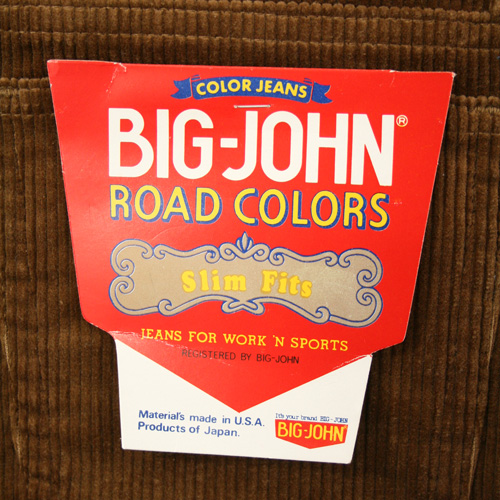 COLOR JEANS
BIG-JOHN®
ROAD COLORS
Slim Fits
JEANS FOR WORK 'N SPORTS
REGISTERED BY BIG-JOHN
Material's made in U.S.A.
Products of Japan.
It's your brand BIG-JOHN
BIG-JOHN